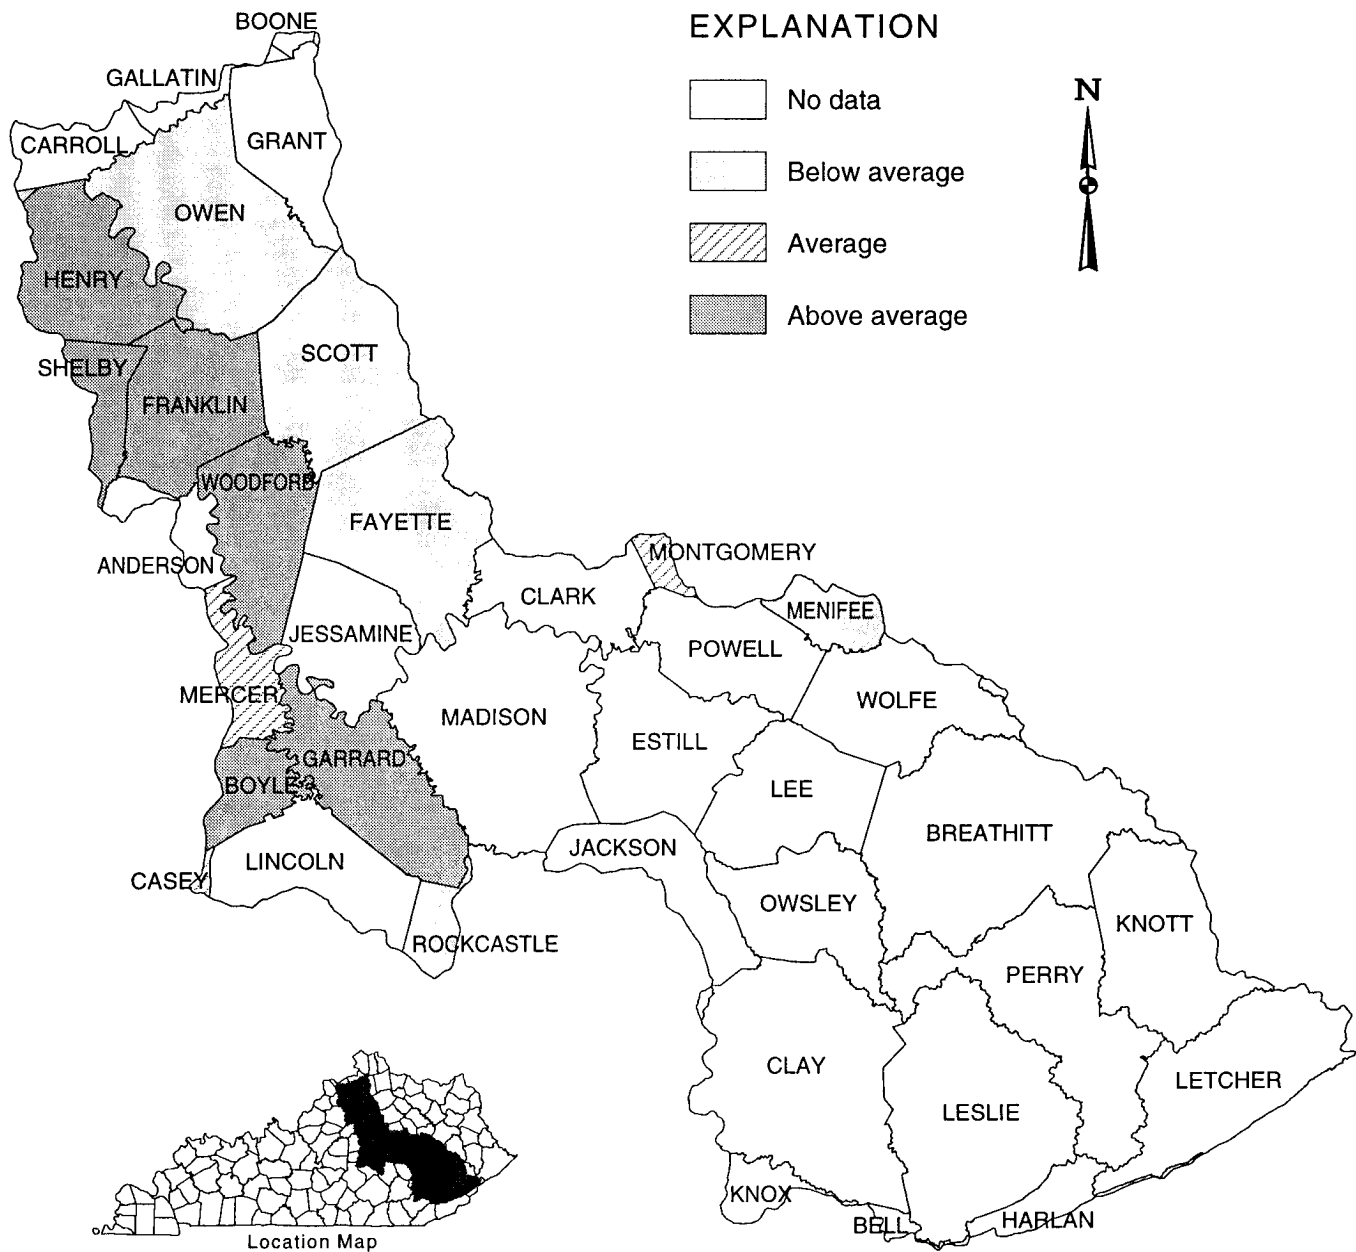 BOONE
EXPLANATION
GALLATIN
No data
N
CARROLL
GRANT
Below average
OWEN
Average
HENRY
Above average
SCOTT
SHELBY
FRANKLIN
WOODFORD
FAYETTE
MONTGOMERY
ANDERSON
CLARK
MENIFEE
JESSAMINE
POWELL
MERCER
WOLFE
MADISON
ESTILL
GARRARD
BOYLE
LEE
BREATHITT
JACKSON
LINCOLN
CASEY
OWSLEY
KNOTT
ROCKCASTLE
PERRY
CLAY
LETCHER
LESLIE
KNOX
BELL
HARLAN
Location Map